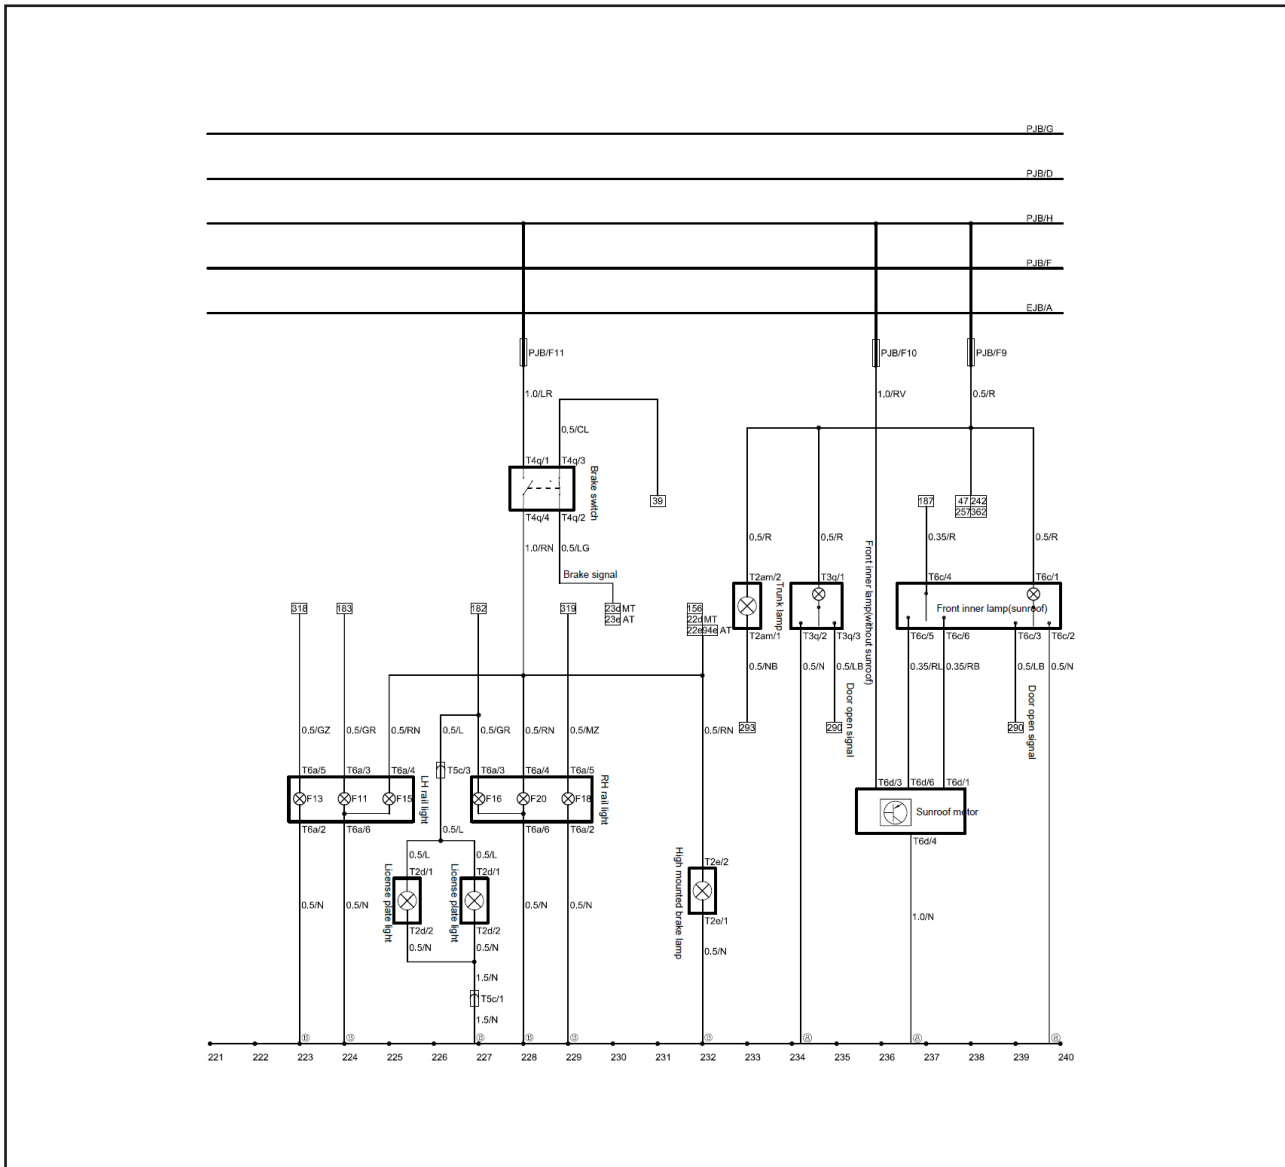 PJB/G
PJB/D
PJB/H
PJB/F
EJB/A
PJB/F11
PJB/F10
PJB/F9
1.0/LR
1.0/RV
0.5/R
0.5/CL
T4q/1
T4q/3
Brake switch
39
187
47 242
257 362
T4q/4
T4q/2
1.0/RN
0.5/LG
0.5/R
0.5/R
0.35/R
0.5/R
Front inner lamp(without sunroof)
Brake signal
T2am/2
Trunk lamp
T3q/1
T6c/4
T6c/1
318
183
182
319
23d MT
23e AT
156
22d MT
22e 94e AT
Front inner lamp(sunroof)
T2am/1
T3q/2
T3q/3
T6c/5
T6c/6
T6c/3
T6c/2
0.5/NB
0.5/N
0.5/LB
0.35/RL
0.35/RB
0.5/LB
0.5/N
Door open signal
Door open signal
293
290
290
0.5/GZ
0.5/GR
0.5/RN
0.5/L
0.5/GR
0.5/RN
0.5/MZ
0.5/RN
T6a/5
T6a/3
T6a/4
T5c/3
T6a/3
T6a/4
T6a/5
T6d/3
T6d/6
T6d/1
LH rail light
RH rail light
F13
F11
F15
F16
F20
F18
Sunroof motor
T6a/2
T6a/6
0.5/L
T6a/6
T6a/2
T6d/4
0.5/L
0.5/L
High mounted brake lamp
T2e/2
T2d/1
T2d/1
License plate light
License plate light
0.5/N
0.5/N
0.5/N
0.5/N
T2d/2
T2d/2
T2e/1
1.0/N
0.5/N
0.5/N
0.5/N
1.5/N
T5c/1
1.5/N
221 222 223 224 225 226 227 228 229 230 231 232 233 234 235 236 237 238 239 240